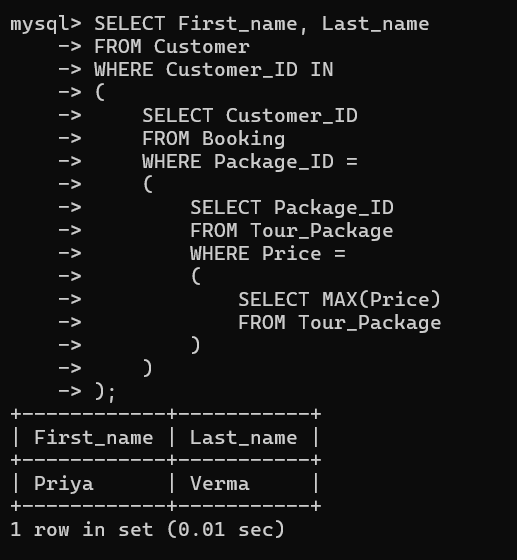 mysql> SELECT First_name, Last_name
    -> FROM Customer
    -> WHERE Customer_ID IN
    -> (
    ->     SELECT Customer_ID
    ->     FROM Booking
    ->     WHERE Package_ID =
    ->     (
    ->         SELECT Package_ID
    ->         FROM Tour_Package
    ->         WHERE Price =
    ->         (
    ->             SELECT MAX(Price)
    ->             FROM Tour_Package
    ->         )
    ->     )
    -> );
+------------+-----------+
| First_name | Last_name |
+------------+-----------+
| Priya      | Verma     |
+------------+-----------+
1 row in set (0.01 sec)